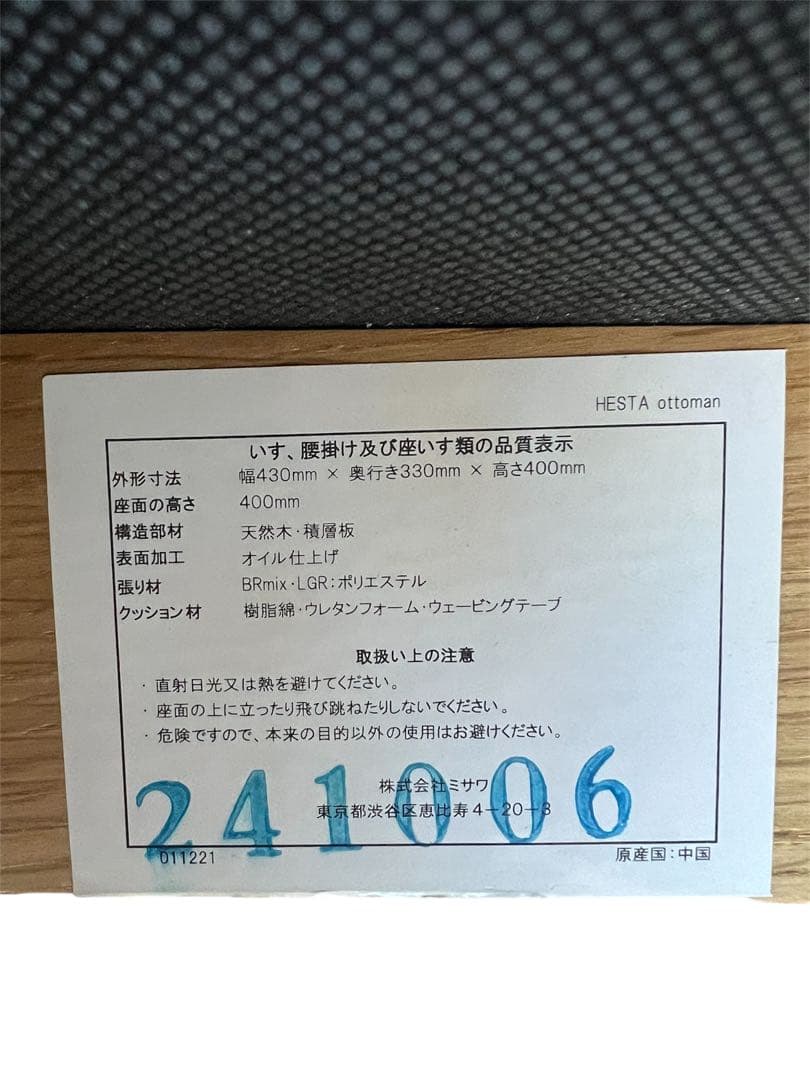 HESTA ottoman
いす、腰掛け及び座いす類の品質表示
外形寸法 幅430mm × 奥行き330mm × 高さ400mm
座面の高さ 400mm
構造部材 天然木・積層板
表面加工 オイル仕上げ
張り材 BRmix・LGR:ポリエステル
クッション材 樹脂綿・ウレタンフォーム・ウェービングテープ
取扱い上の注意
・直射日光又は熱を避けてください。
・座面の上に立ったり飛び跳ねたりしないでください。
・危険ですので、本来の目的以外の使用はお避けください。
株式会社ミサワ
東京都渋谷区恵比寿4-20-3
241006
011221 原産国:中国